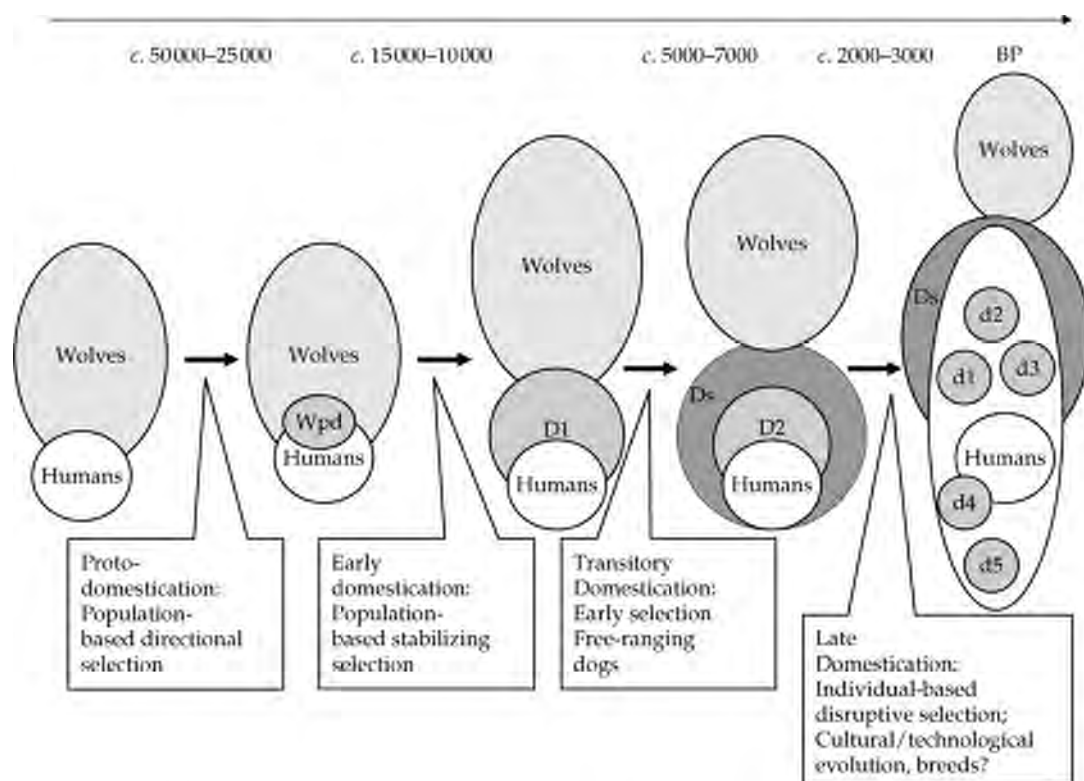 c. 50000–25000
c. 15000–10000
c. 5000–7000
c. 2000–3000
BP
Wolves
Humans
Wolves
Wpd
Humans
Wolves
D1
Humans
Wolves
Ds
D2
Humans
Wolves
Ds
d2
d1
d3
Humans
d4
d5
Proto-
domestication:
Population-
based directional
selection
Early
domestication:
Population-
based stabilizing
selection
Transitory
Domestication:
Early selection
Free-ranging
dogs
Late
Domestication:
Individual-based
disruptive selection;
Cultural/technological
evolution, breeds?